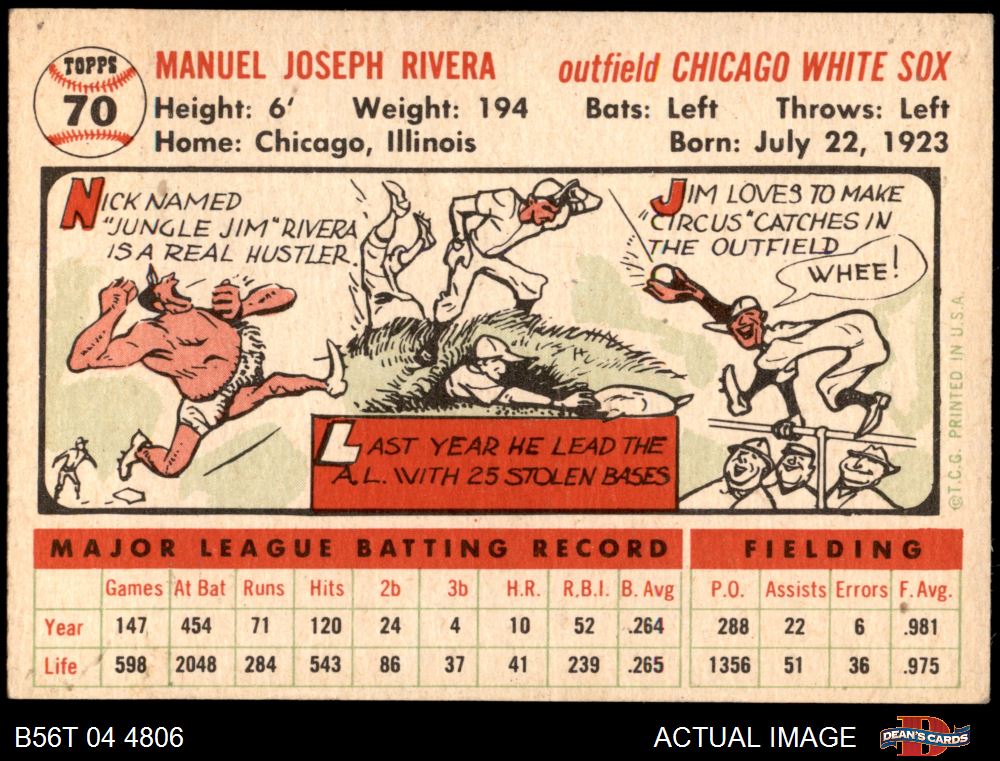 TOPPS
70
MANUEL JOSEPH RIVERA
outfield CHICAGO WHITE SOX
Height: 6' Weight: 194 Bats: Left Throws: Left
Home: Chicago, Illinois Born: July 22, 1923
NICK NAMED
"JUNGLE JIM" RIVERA
IS A REAL HUSTLER
JIM LOVES TO MAKE
"CIRCUS" CATCHES IN
THE OUTFIELD
WHEE!
LAST YEAR HE LEAD THE
A.L. WITH 25 STOLEN BASES
©T.C.G. PRINTED IN U.S.A.
MAJOR LEAGUE BATTING RECORD FIELDING
Games At Bat Runs Hits 2b 3b H.R. R.B.I. B. Avg P.O. Assists Errors F. Avg.
Year 147 454 71 120 24 4 10 52 .264 288 22 6 .981
Life 598 2048 284 543 86 37 41 239 .265 1356 51 36 .975
B56T 04 4806 ACTUAL IMAGE DEAN'S CARDS